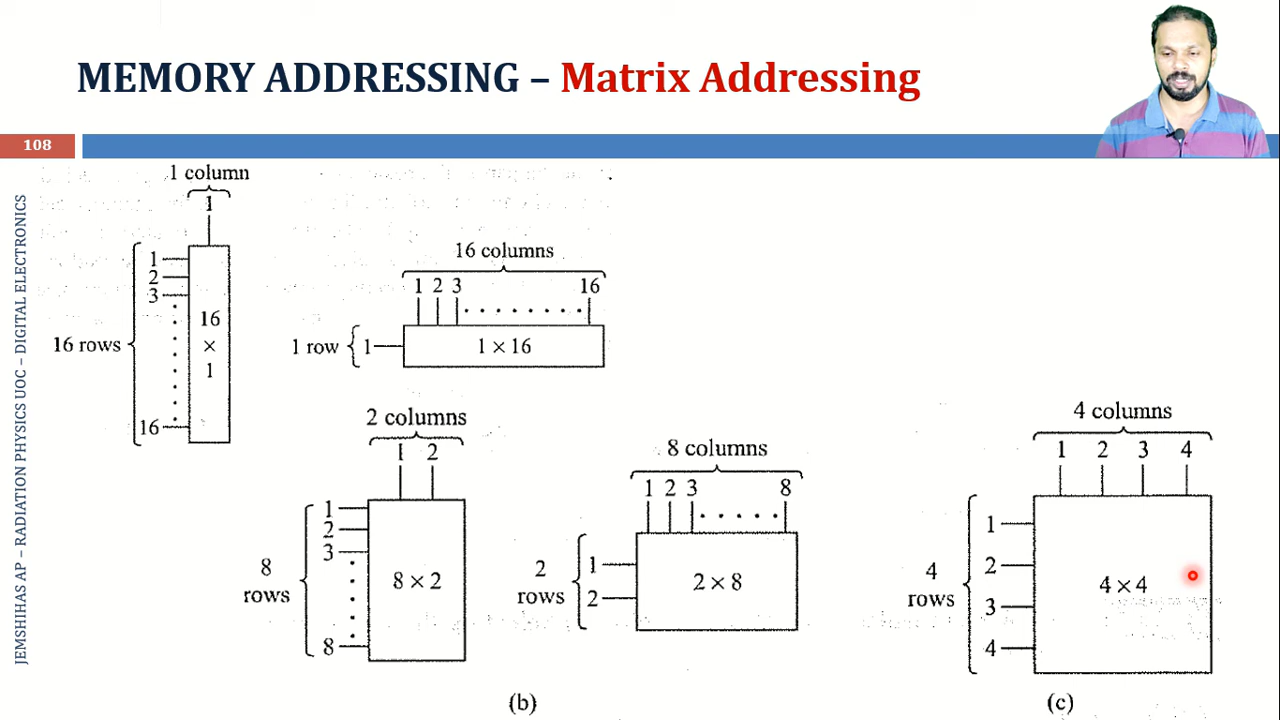 MEMORY ADDRESSING – Matrix Addressing
108
JEMSHIHAS AP – RADIATION PHYSICS UOC – DIGITAL ELECTRONICS
1 column
1
16 rows
1
2
3
16
16
×
1
16 columns
1 2 3 16
1 row
1
1 × 16
2 columns
1 2
8
rows
1
2
3
8
8 × 2
8 columns
1 2 3 8
2
rows
1
2
2 × 8
(b)
4 columns
1 2 3 4
4
rows
1
2
3
4
4 × 4
(c)